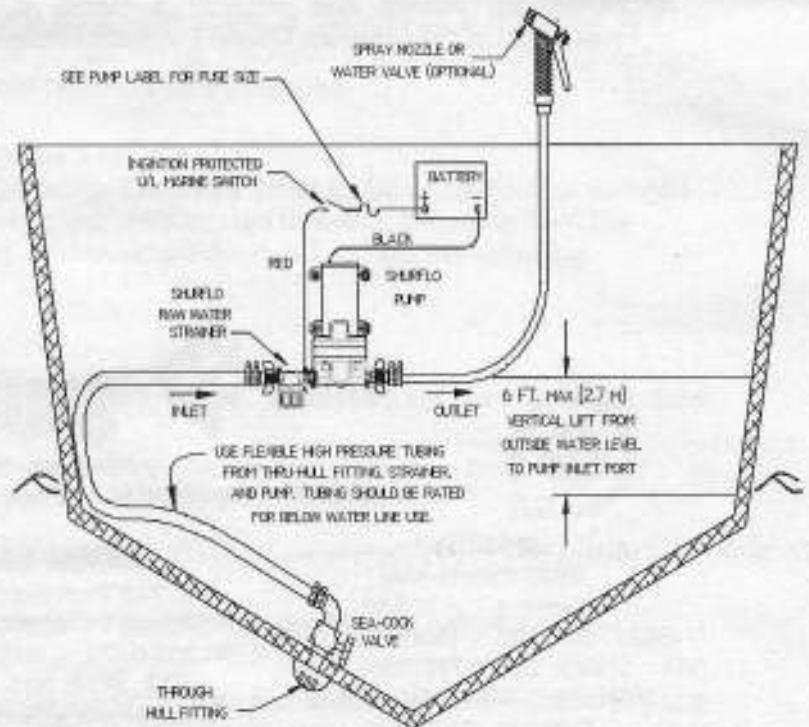 SPRAY NOZZLE OR
WATER VALVE (OPTIONAL)
SEE PUMP LABEL FOR FUSE SIZE
INGNITION PROTECTED
U/L MARINE SWITCH
BATTERY
+ -
BLACK
RED
SHURFLO
PUMP
SHURFLO
RAW WATER
STRAINER
INLET
OUTLET
6 FT. MAX [2.7 M]
VERTICAL LIFT FROM
OUTSIDE WATER LEVEL
TO PUMP INLET PORT
USE FLEXIBLE HIGH PRESSURE TUBING
FROM THRU-HULL FITTING, STRAINER,
AND PUMP. TUBING SHOULD BE RATED
FOR BELOW WATER LINE USE.
SEA-COCK
VALVE
THROUGH
HULL FITTING